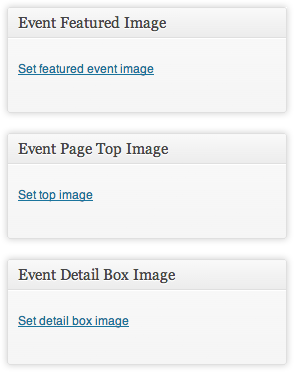 Event Featured Image
Set featured event image
Event Page Top Image
Set top image
Event Detail Box Image
Set detail box image